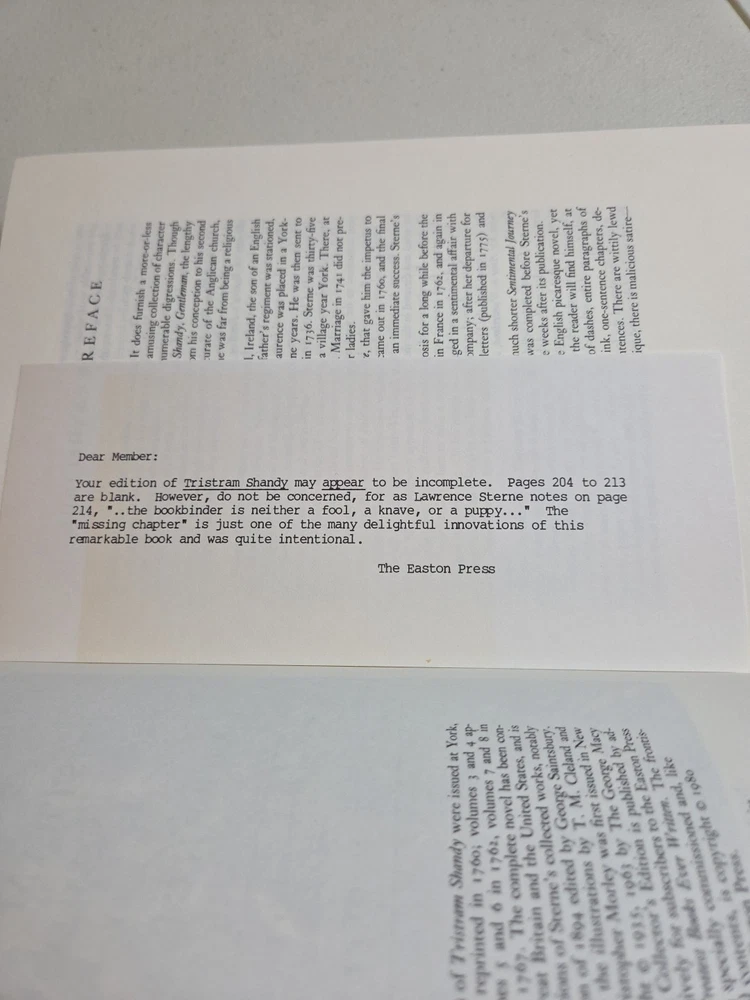 REFACE
It does furnish a more-or-less
amusing collection of character
numerable digressions. Though
Shandy, Gentleman, the lengthy
om his conception to his second
curate of the Anglican church,
e was far from being a religious
l, Ireland, the son of an English
father's regiment was stationed,
aurence was placed in a York-
ne years. He was then sent to
in 1736. Sterne was thirty-five
a village year York. There, at
. Marriage in 1741 did not pre-
r ladies.
e, that gave him the impetus to
came out in 1760, and the final
an immediate success. Sterne's
osis for a long while before the
in France in 1762, and again in
ged in a sentimental affair with
ompany; after her departure for
letters (published in 1775) and
much shorter Sentimental Journey
was completed before Sterne's
e weeks after its publication.
e English picaresque novel, yet
the reader will find himself, at
of dashes, entire paragraphs of
ink, one-sentence chapters, de-
tences. There are wittily lewd
ique, there is malicious satire—
Dear Member:
Your edition of Tristram Shandy may appear to be incomplete. Pages 204 to 213
are blank. However, do not be concerned, for as Lawrence Sterne notes on page
214, "..the bookbinder is neither a fool, a knave, or a puppy..." The
"missing chapter" is just one of the many delightful innovations of this
remarkable book and was quite intentional.
The Easton Press
of Tristram Shandy were issued at York,
reprinted in 1760; volumes 3 and 4 ap-
es 5 and 6 in 1762, volumes 7 and 8 in
1767. The complete novel has been con-
eat Britain and the United States, and is
ions of Sterne's collected works, notably
n of 1894 edited by George Saintsbury.
the illustrations by T. M. Cleland and
topher Morley was first issued in New
ht © 1935, 1963 by The George Macy
Collector's Edition is published by ad-
vely for subscribers to the Easton Press
Books Ever Written. The frontis-
specially commissioned and, like
is copyright © 1980
Press.